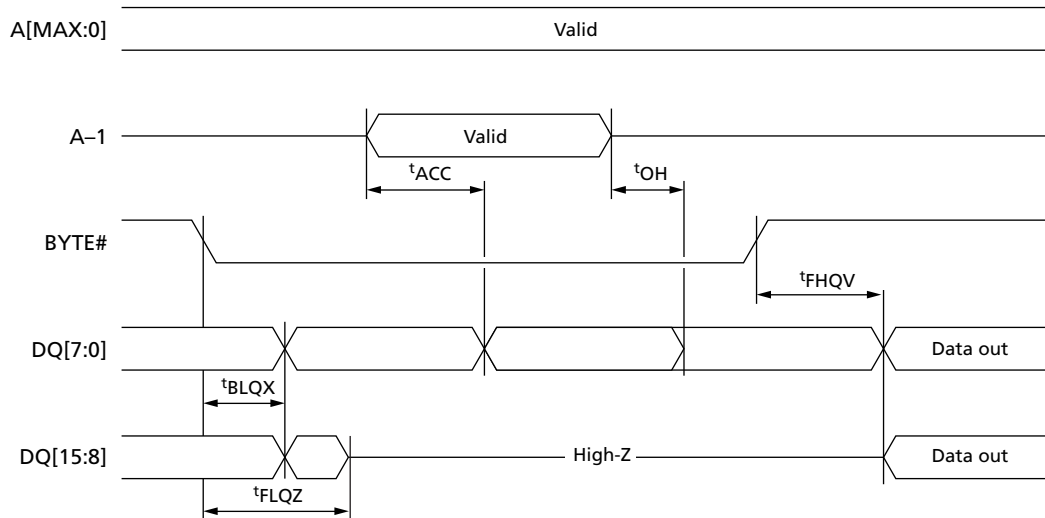 A[MAX:0] Valid
A–1 Valid
tACC tOH
BYTE#
tFHQV
DQ[7:0] Data out
tBLQX
DQ[15:8] High-Z Data out
tFLQZ